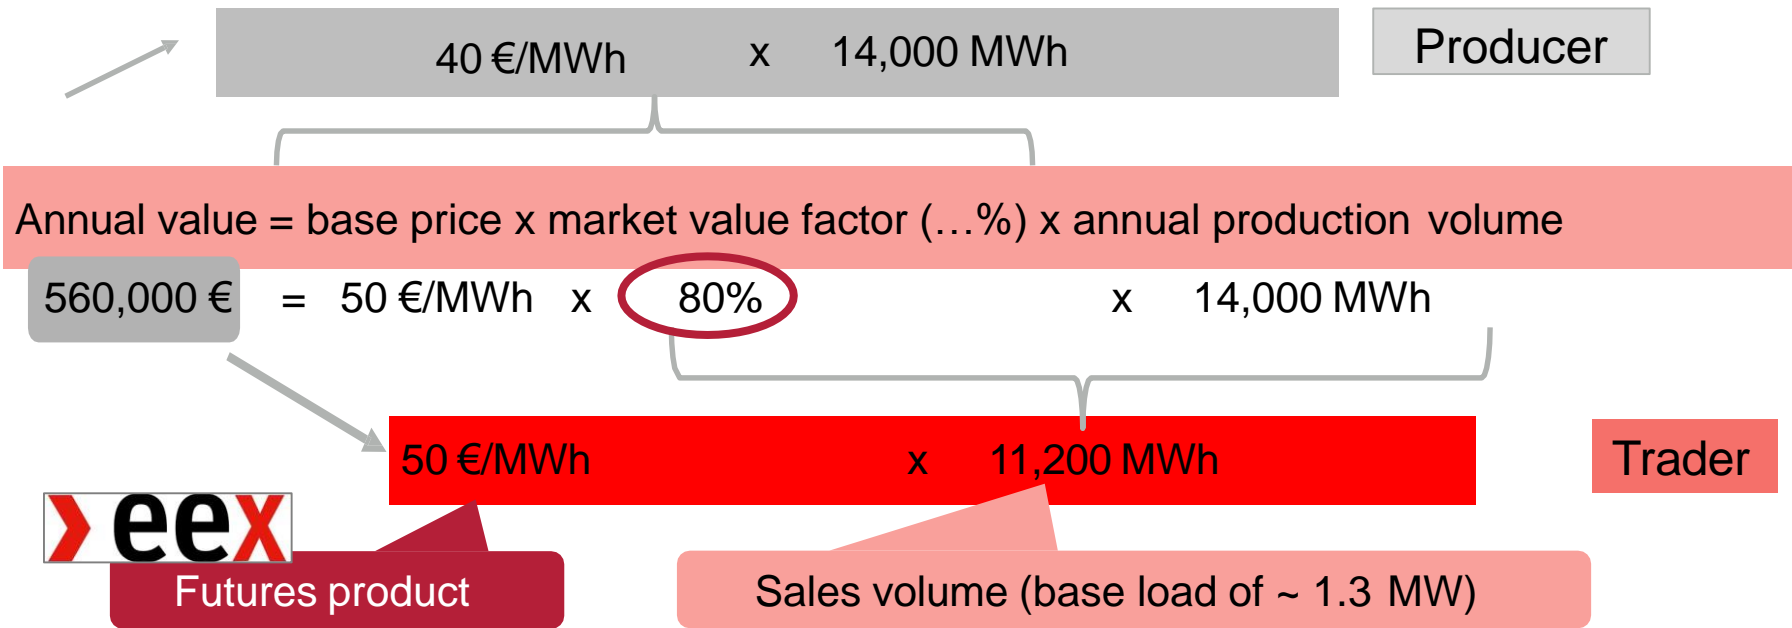 40 €/MWh x 14,000 MWh
Producer
Annual value = base price x market value factor (…%) x annual production volume
560,000 € = 50 €/MWh x 80% x 14,000 MWh
50 €/MWh x 11,200 MWh
Trader
eex
Futures product
Sales volume (base load of ~ 1.3 MW)